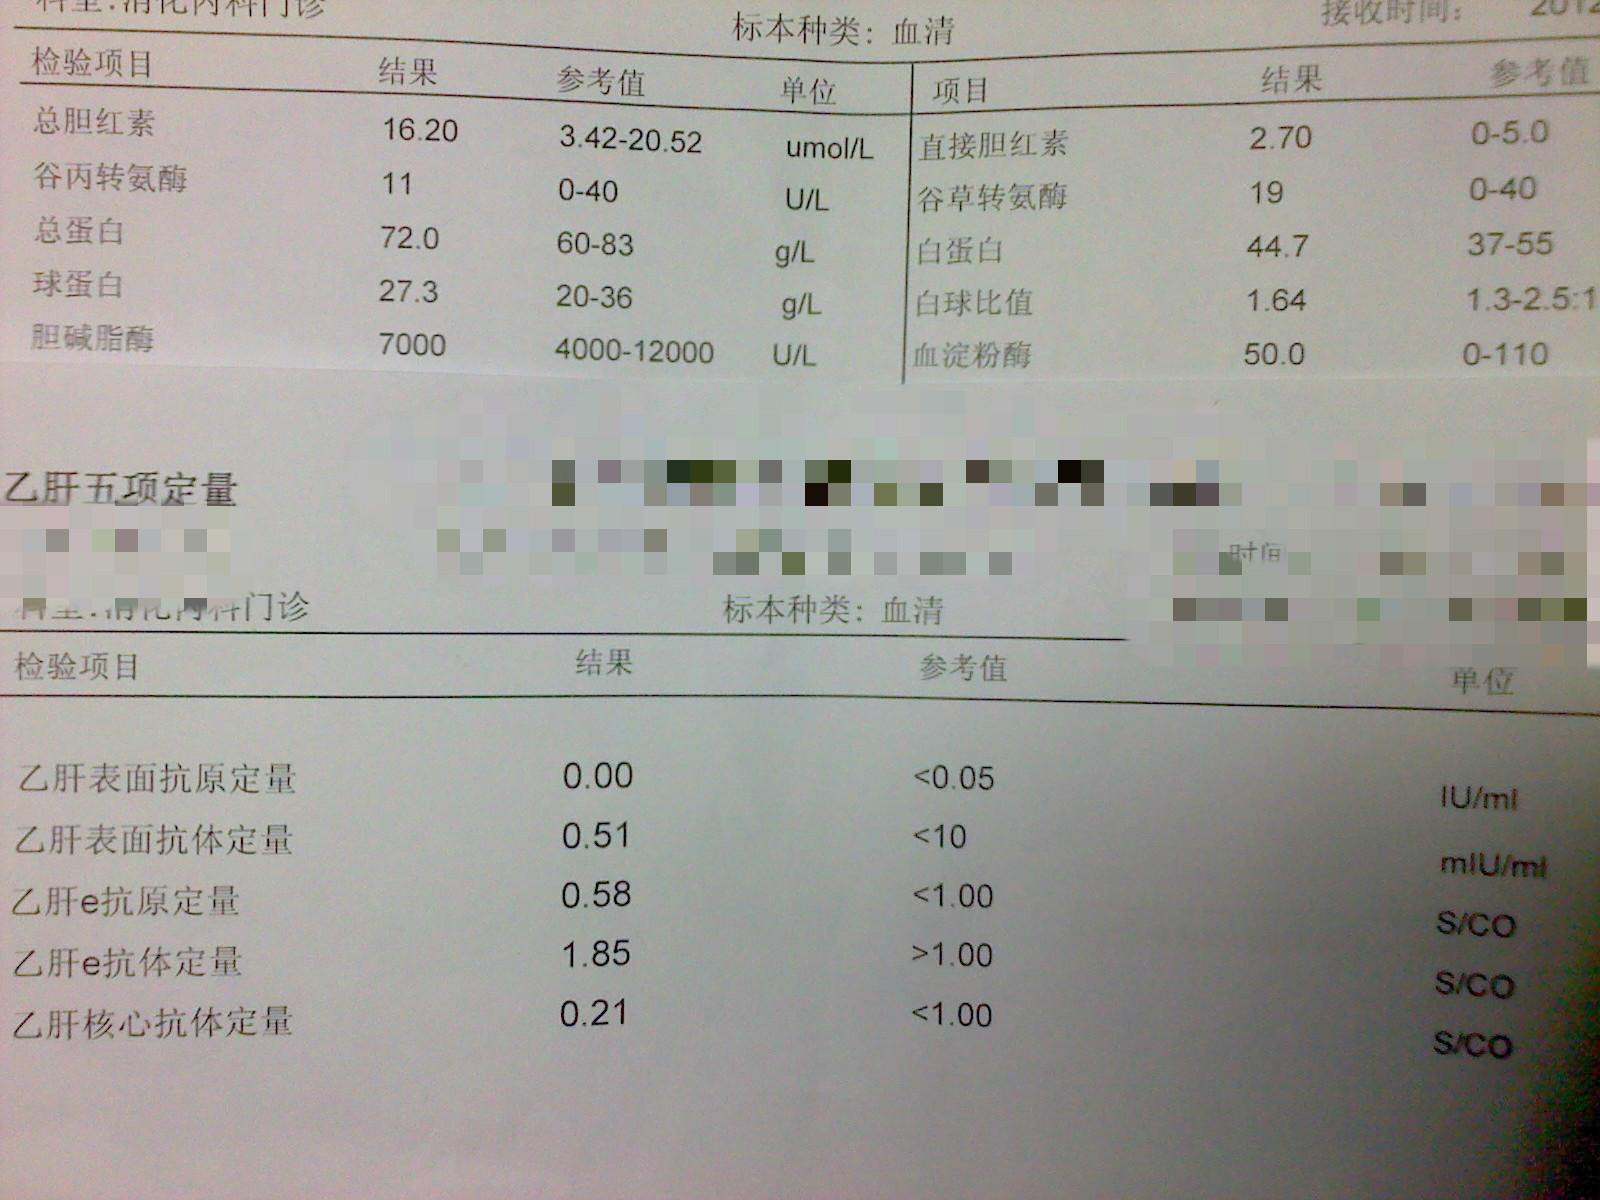 科室:消化内科门诊 标本种类: 血清 接收时间: 2012
检验项目 结果 参考值 单位 项目 结果 参考值
总胆红素 16.20 3.42-20.52 umol/L 直接胆红素 2.70 0-5.0
谷丙转氨酶 11 0-40 U/L 谷草转氨酶 19 0-40
总蛋白 72.0 60-83 g/L 白蛋白 44.7 37-55
球蛋白 27.3 20-36 g/L 白球比值 1.64 1.3-2.5:1
胆碱脂酶 7000 4000-12000 U/L 血淀粉酶 50.0 0-110
乙肝五项定量
时间
科室:消化内科门诊 标本种类: 血清
检验项目 结果 参考值 单位
乙肝表面抗原定量 0.00 <0.05 IU/ml
乙肝表面抗体定量 0.51 <10 mIU/ml
乙肝e抗原定量 0.58 <1.00 S/CO
乙肝e抗体定量 1.85 >1.00 S/CO
乙肝核心抗体定量 0.21 <1.00 S/CO